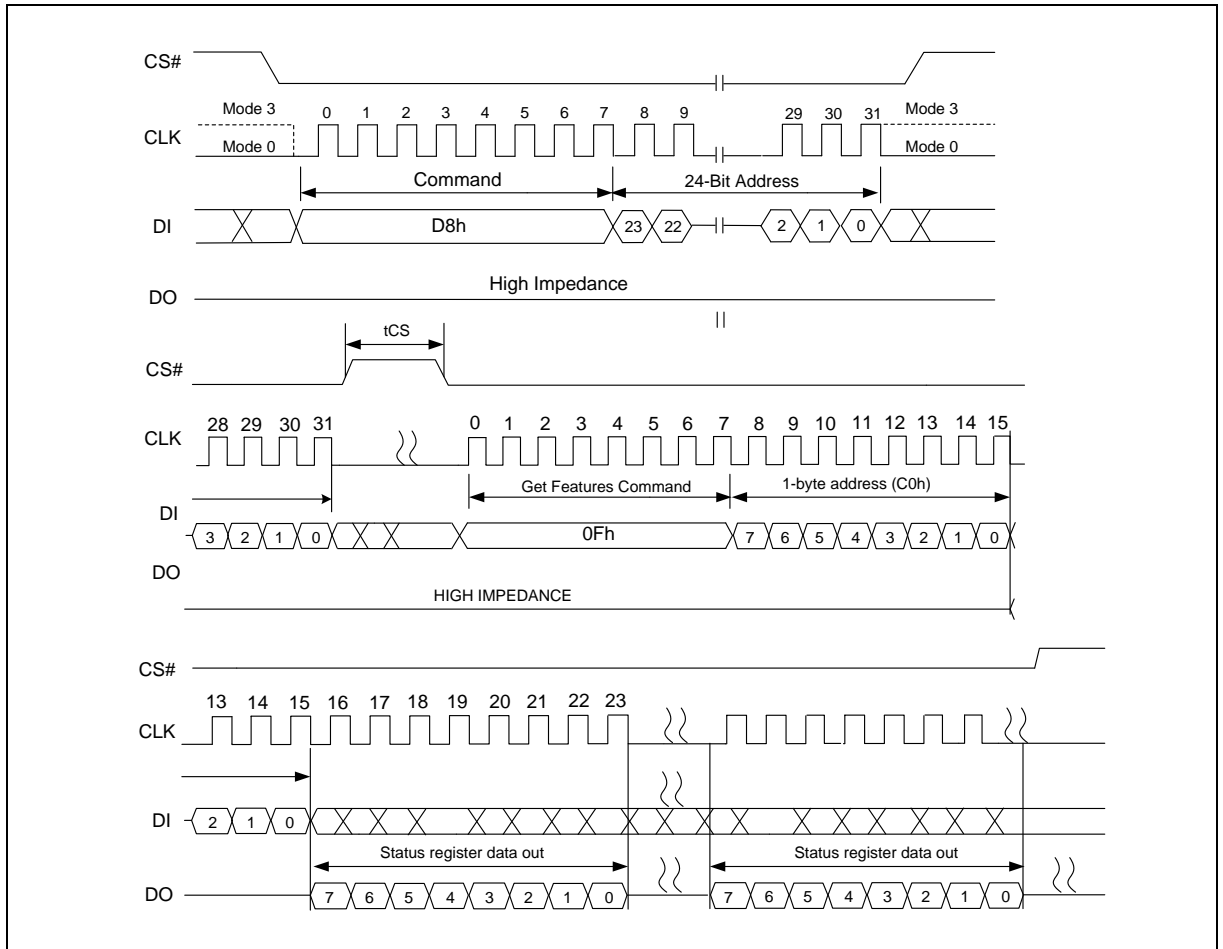 CS#
Mode 3 0 1 2 3 4 5 6 7 8 9 29 30 31 Mode 3
CLK
Mode 0 Mode 0
Command 24-Bit Address
DI D8h 23 22 2 1 0
High Impedance
DO
tCS
CS#
28 29 30 31 0 1 2 3 4 5 6 7 8 9 10 11 12 13 14 15
CLK
Get Features Command 1-byte address (C0h)
DI
3 2 1 0 0Fh 7 6 5 4 3 2 1 0
DO
HIGH IMPEDANCE
CS#
13 14 15 16 17 18 19 20 21 22 23
CLK
DI 2 1 0
Status register data out Status register data out
DO 7 6 5 4 3 2 1 0 7 6 5 4 3 2 1 0